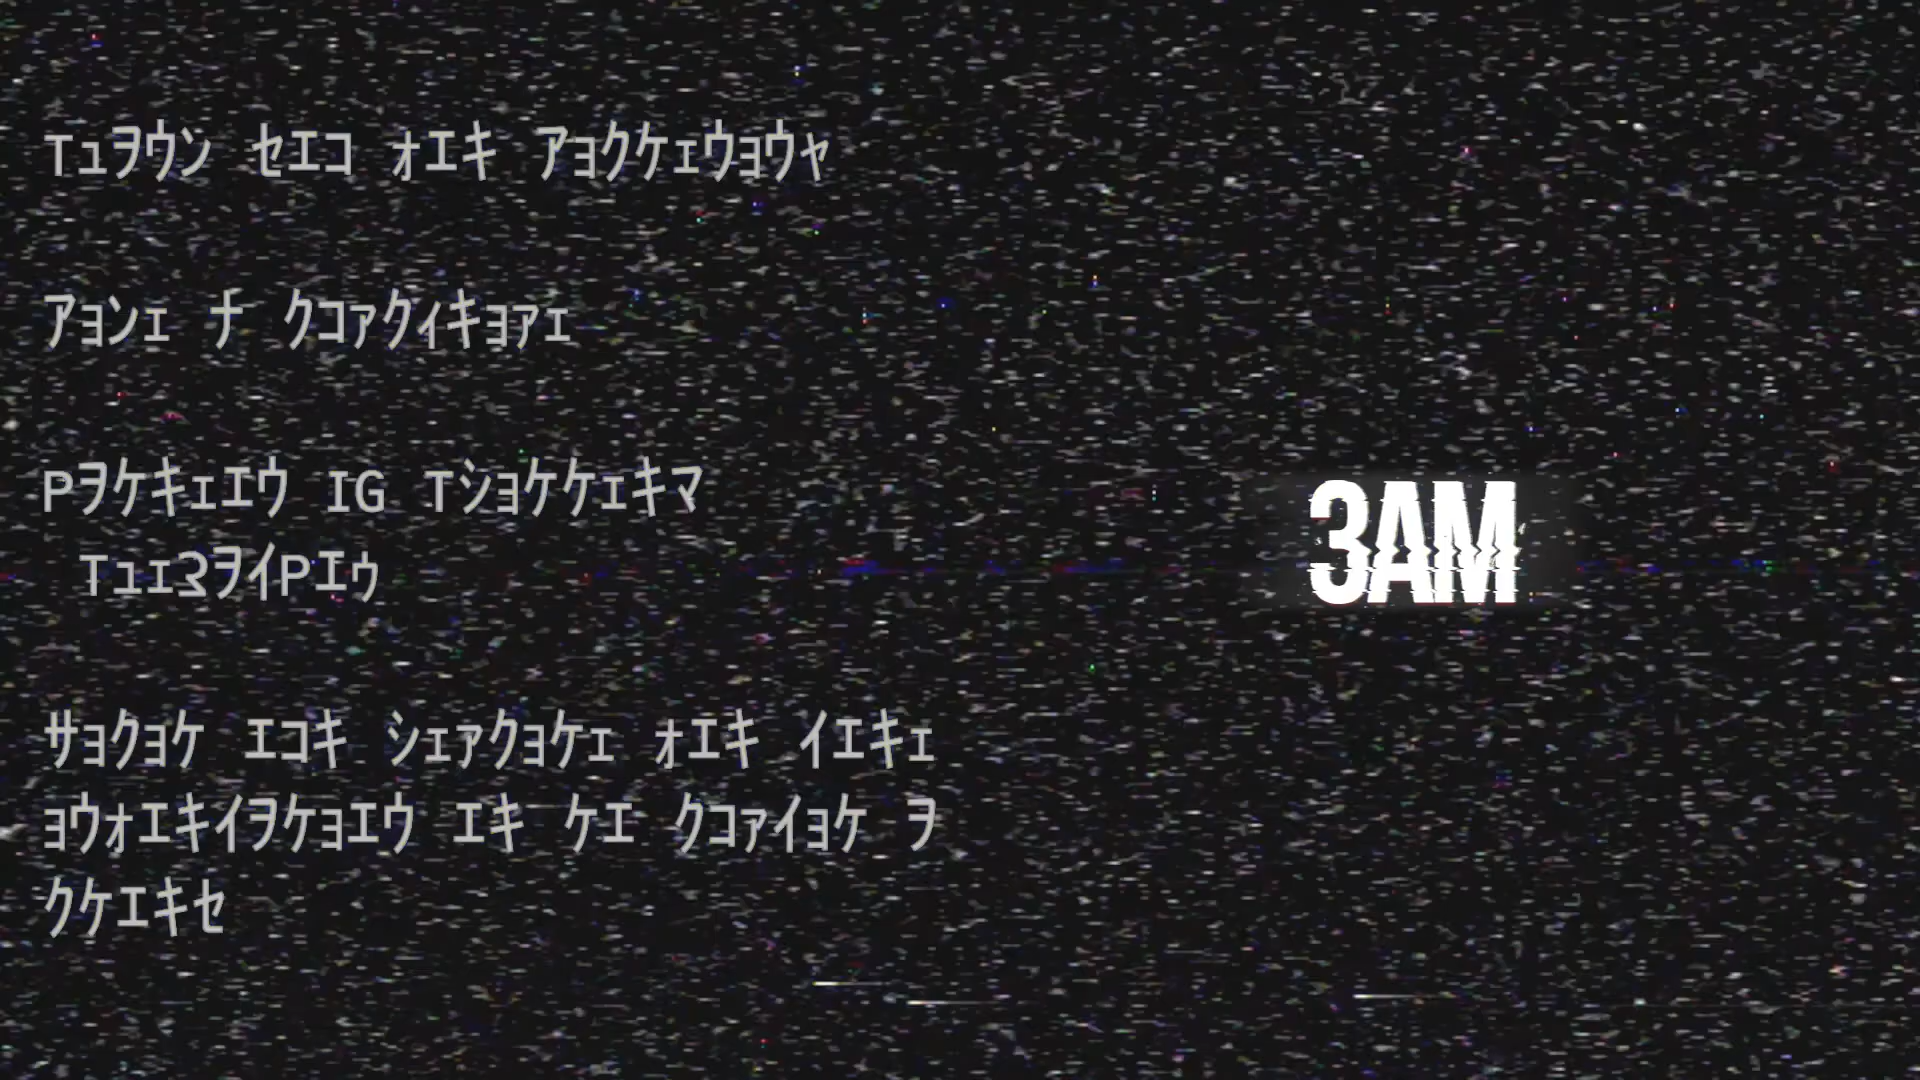 Tュヲウン セエコ ォエキ アョクケェウョウャ
アョンェ ナ クコァクィキョァェ
Pヲケキェエウ IG Tショケケェキマ
TュェミヲイPエゥ
サョクョケ エコキ シェァクョケェ ォエキ イエキェ
ョウォエキイヲケョエウ エキ ケエ クコァイョケ ヲ
クケエキセ
3AM